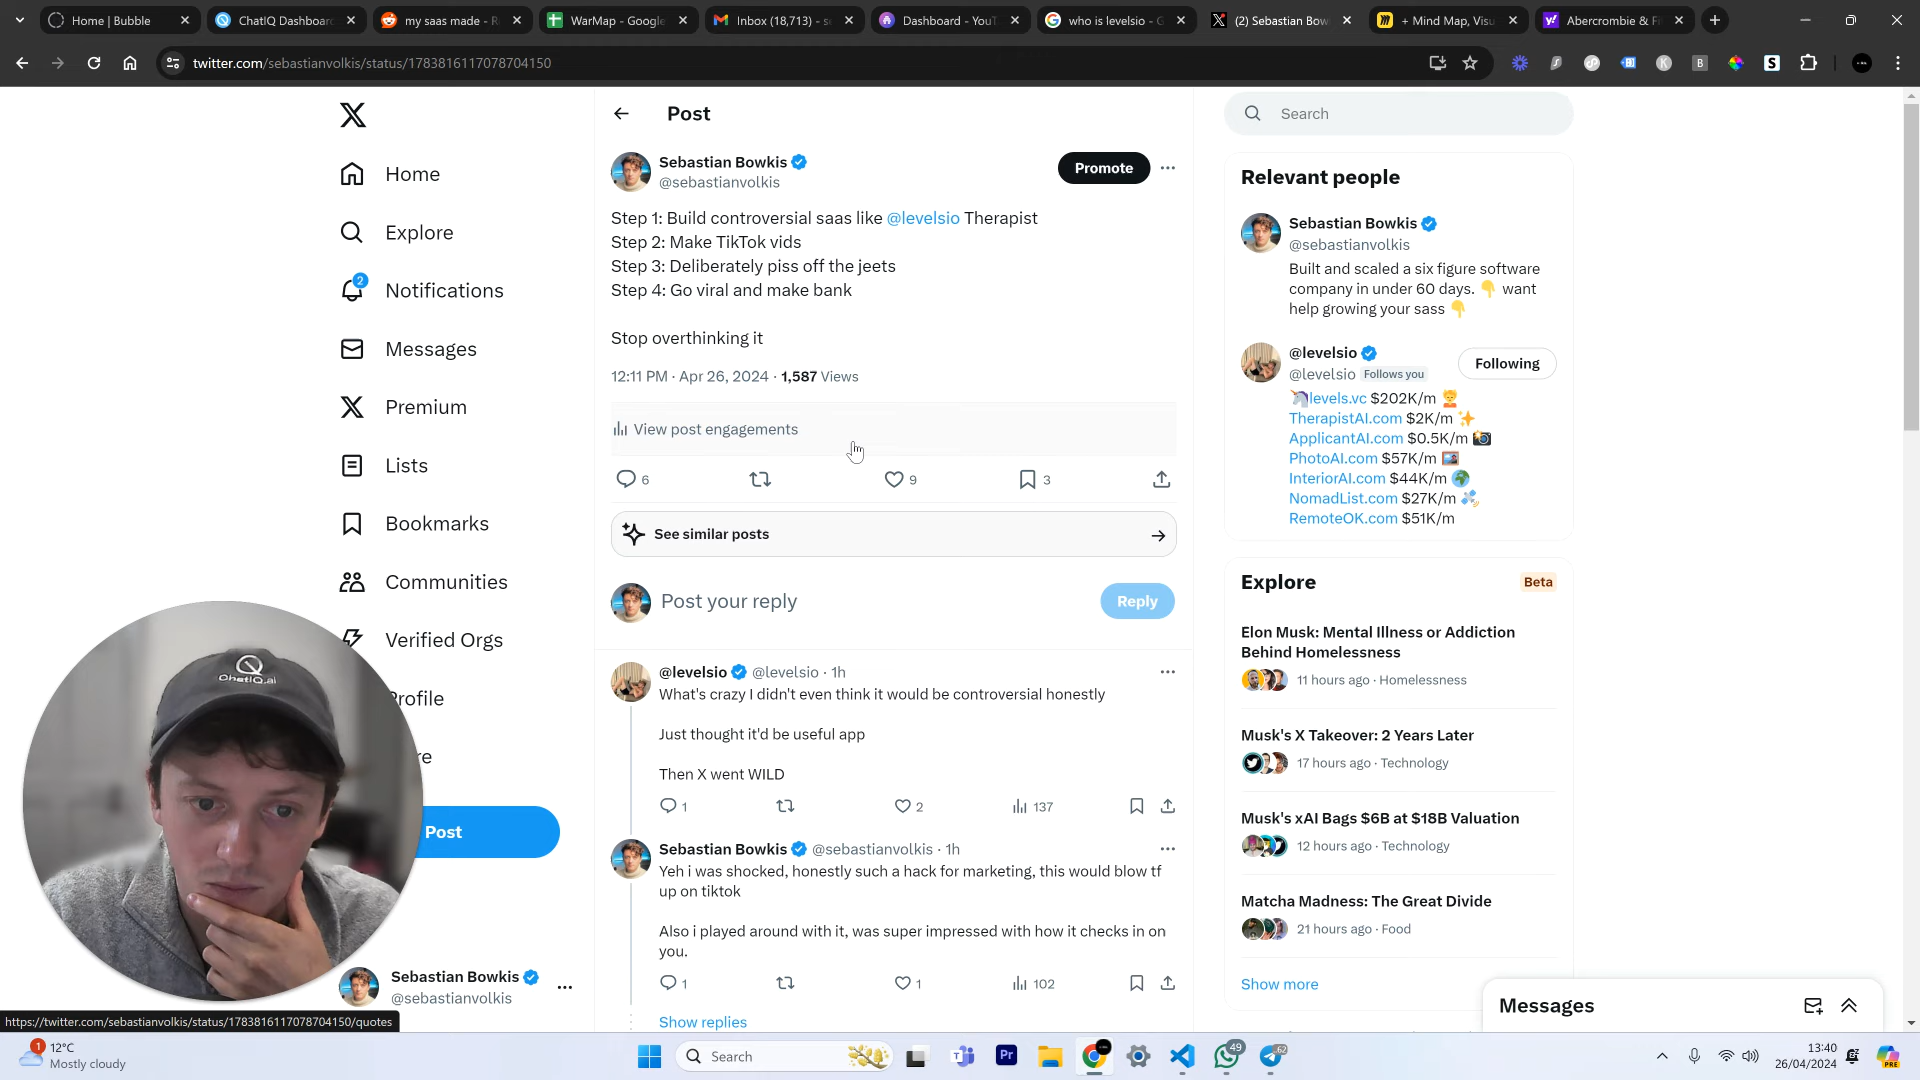 Home | Bubble
ChatIQ Dashboard
my saas made - R
WarMap - Google
Inbox (18,713) - s
Dashboard - YouT
who is levelsio - G
(2) Sebastian Bow
+ Mind Map, Visu
Abercrombie & Fi
twitter.com/sebastianvolkis/status/1783816117078704150
Home
Explore
2
Notifications
Messages
Premium
Lists
Bookmarks
Communities
Verified Orgs
Profile
Post
ChatIQ.ai
Sebastian Bowkis
@sebastianvolkis
Post
Sebastian Bowkis
@sebastianvolkis
Promote
Step 1: Build controversial saas like @levelsio Therapist
Step 2: Make TikTok vids
Step 3: Deliberately piss off the jeets
Step 4: Go viral and make bank
Stop overthinking it
12:11 PM · Apr 26, 2024 · 1,587 Views
View post engagements
6
9
3
See similar posts
Post your reply
Reply
@levelsio @levelsio · 1h
What's crazy I didn't even think it would be controversial honestly
Just thought it'd be useful app
Then X went WILD
1
2
137
Sebastian Bowkis @sebastianvolkis · 1h
Yeh i was shocked, honestly such a hack for marketing, this would blow tf
up on tiktok
Also i played around with it, was super impressed with how it checks in on
you.
1
1
102
Show replies
Search
Relevant people
Sebastian Bowkis
@sebastianvolkis
Built and scaled a six figure software
company in under 60 days. 👇 want
help growing your sass 👇
@levelsio
@levelsio Follows you
Following
levels.vc $202K/m
TherapistAI.com $2K/m
ApplicantAI.com $0.5K/m
PhotoAI.com $57K/m
InteriorAI.com $44K/m
NomadList.com $27K/m
RemoteOK.com $51K/m
Explore
Beta
Elon Musk: Mental Illness or Addiction
Behind Homelessness
11 hours ago · Homelessness
Musk's X Takeover: 2 Years Later
17 hours ago · Technology
Musk's xAI Bags $6B at $18B Valuation
12 hours ago · Technology
Matcha Madness: The Great Divide
21 hours ago · Food
Show more
Messages
https://twitter.com/sebastianvolkis/status/1783816117078704150/quotes
1
12°C
Mostly cloudy
Search
Pr
49
62
13:40
26/04/2024
PRE